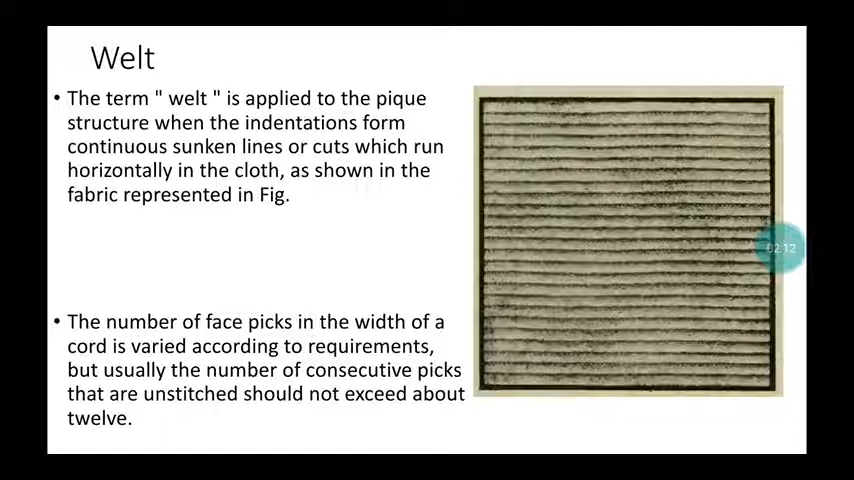 Welt
• The term " welt " is applied to the pique
structure when the indentations form
continuous sunken lines or cuts which run
horizontally in the cloth, as shown in the
fabric represented in Fig.
02:12
• The number of face picks in the width of a
cord is varied according to requirements,
but usually the number of consecutive picks
that are unstitched should not exceed about
twelve.